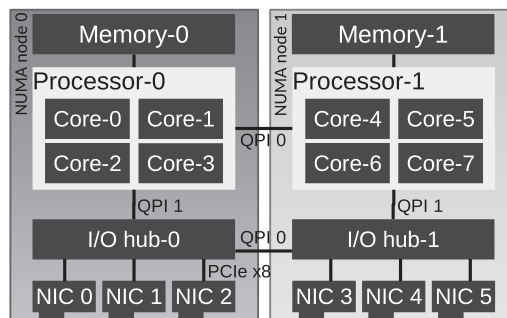 NUMA node 0
Memory-0
Processor-0
Core-0 Core-1
Core-2 Core-3
QPI 1
I/O hub-0
PCIe x8
NIC 0 NIC 1 NIC 2
QPI 0
QPI 0
NUMA node 1
Memory-1
Processor-1
Core-4 Core-5
Core-6 Core-7
QPI 1
I/O hub-1
NIC 3 NIC 4 NIC 5